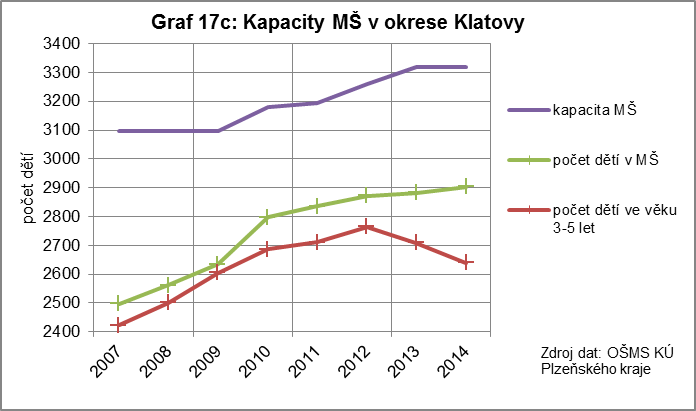 Graf 17c: Kapacity MŠ v okrese Klatovy
3400
3300
3200
3100
3000
2900
2800
2700
2600
2500
2400
počet dětí
2007
2008
2009
2010
2011
2012
2013
2014
kapacita MŠ
počet dětí v MŠ
počet dětí ve věku
3-5 let
Zdroj dat: OŠMS KÚ
Plzeňského kraje